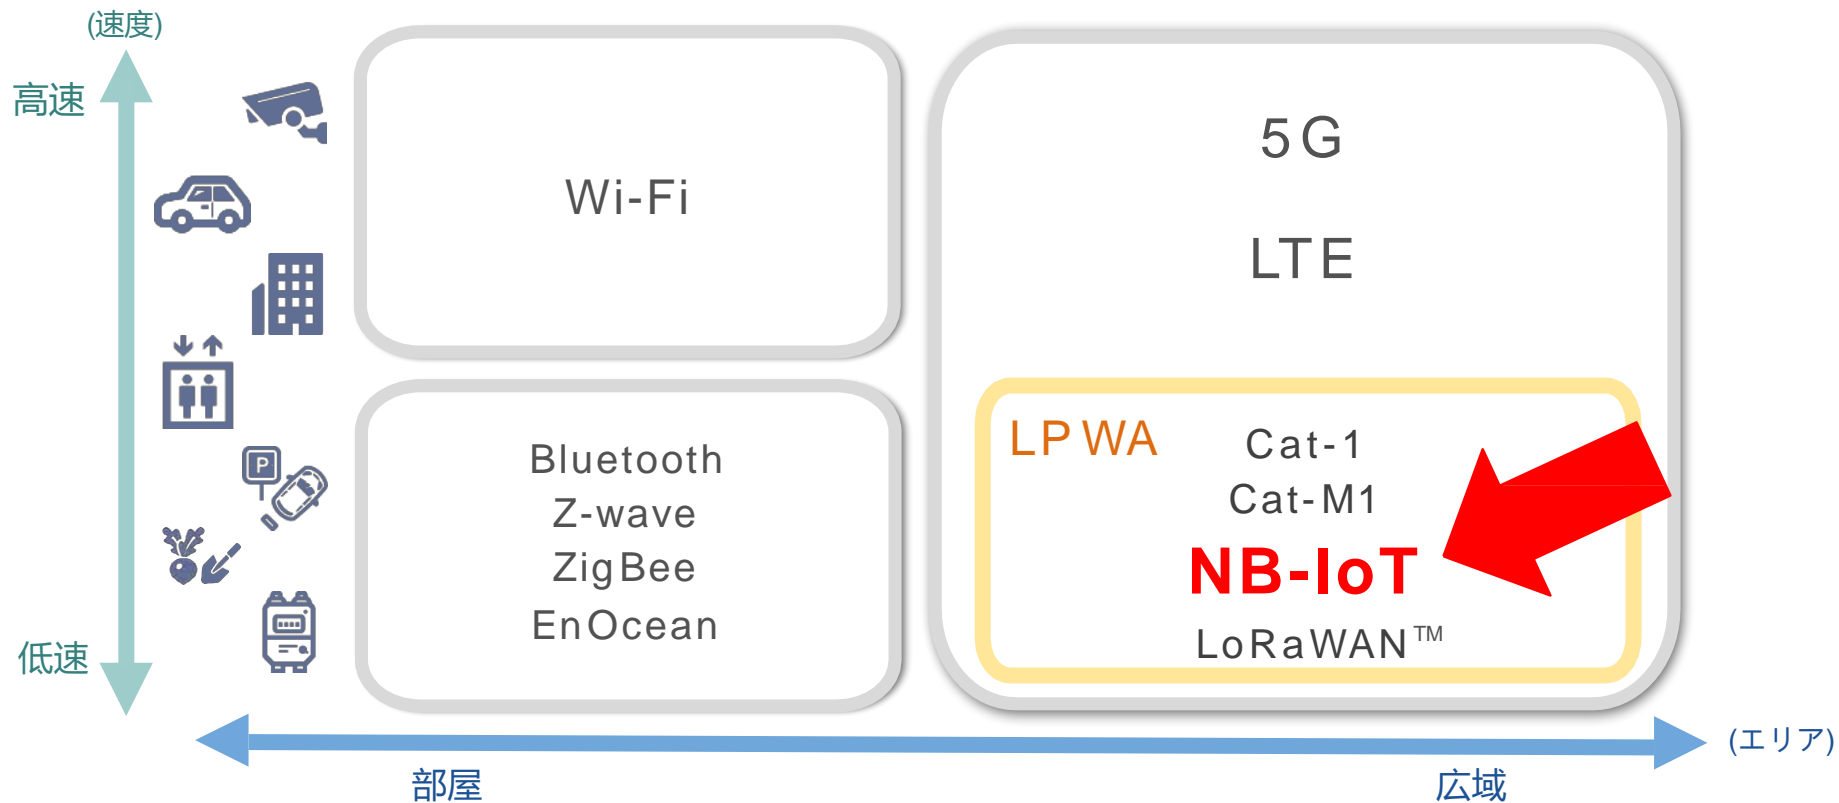 (速度)
高速
低速
Wi-Fi
Bluetooth
Z-wave
ZigBee
EnOcean
5G
LTE
LPWA
Cat-1
Cat-M1
NB-IoT
LoRaWAN™
P
(エリア)
部屋
広域